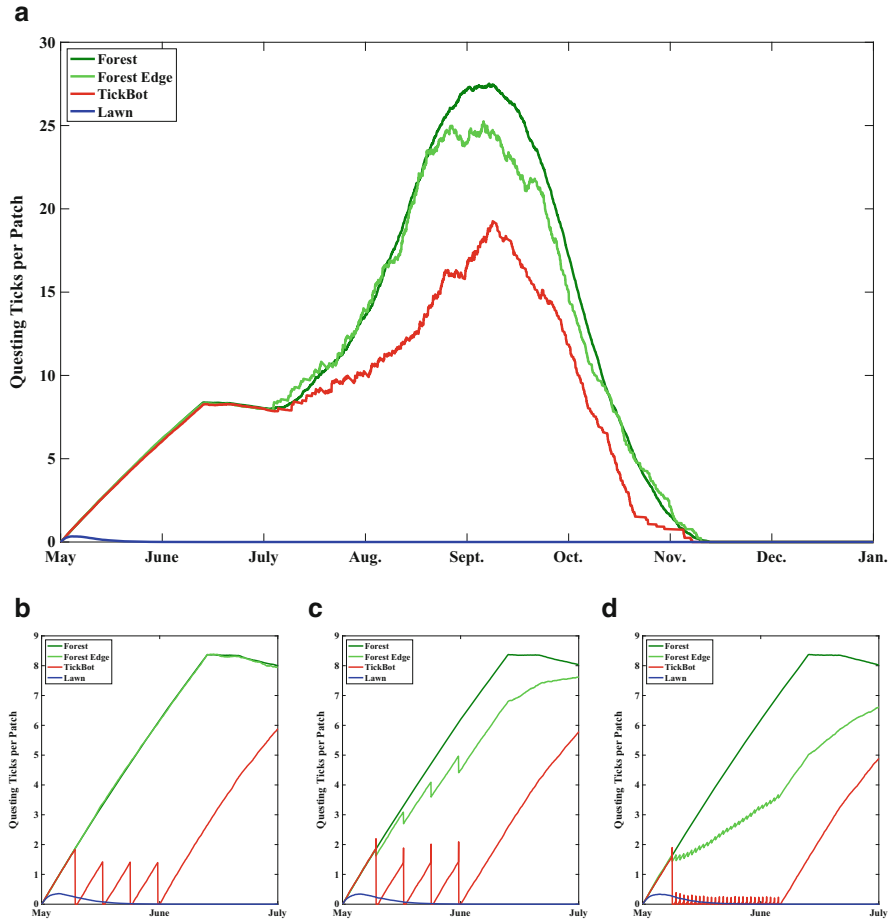 a
30
25
20
15
10
5
0
Questing Ticks per Patch
Forest
Forest Edge
TickBot
Lawn
May June July Aug. Sept. Oct. Nov. Dec. Jan.
b
9
8
7
6
5
4
3
2
1
0
Questing Ticks per Patch
Forest
Forest Edge
TickBot
Lawn
May June July
c
9
8
7
6
5
4
3
2
1
0
Questing Ticks per Patch
Forest
Forest Edge
TickBot
Lawn
May June July
d
9
8
7
6
5
4
3
2
1
0
Questing Ticks per Patch
Forest
Forest Edge
TickBot
Lawn
May June July